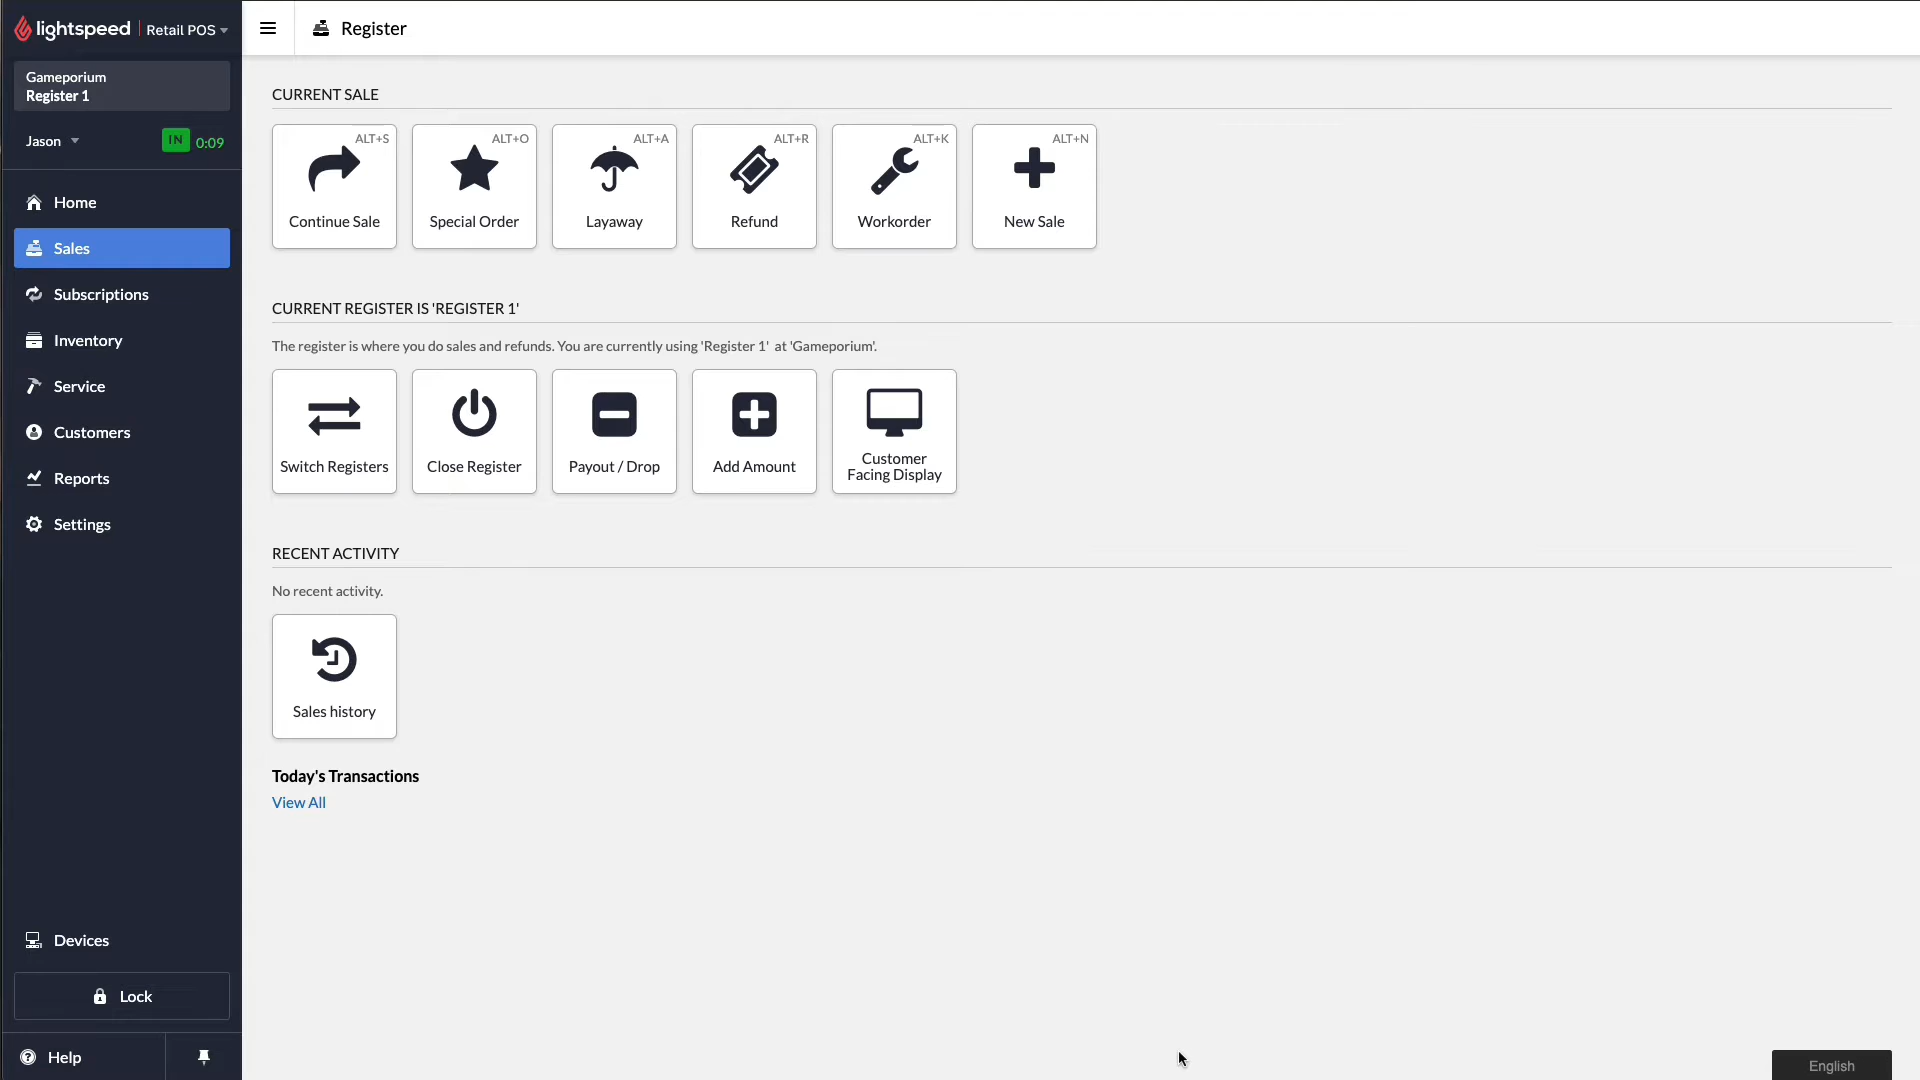 lightspeed Retail POS
Register
Gameporium
Register 1
Jason IN 0:09
Home
Sales
Subscriptions
Inventory
Service
Customers
Reports
Settings
Devices
Lock
Help
CURRENT SALE
ALT+S ALT+O ALT+A ALT+R ALT+K ALT+N
Continue Sale Special Order Layaway Refund Workorder New Sale
CURRENT REGISTER IS 'REGISTER 1'
The register is where you do sales and refunds. You are currently using 'Register 1' at 'Gameporium'.
Switch Registers Close Register Payout / Drop Add Amount Customer
Facing Display
RECENT ACTIVITY
No recent activity.
Sales history
Today's Transactions
View All
English